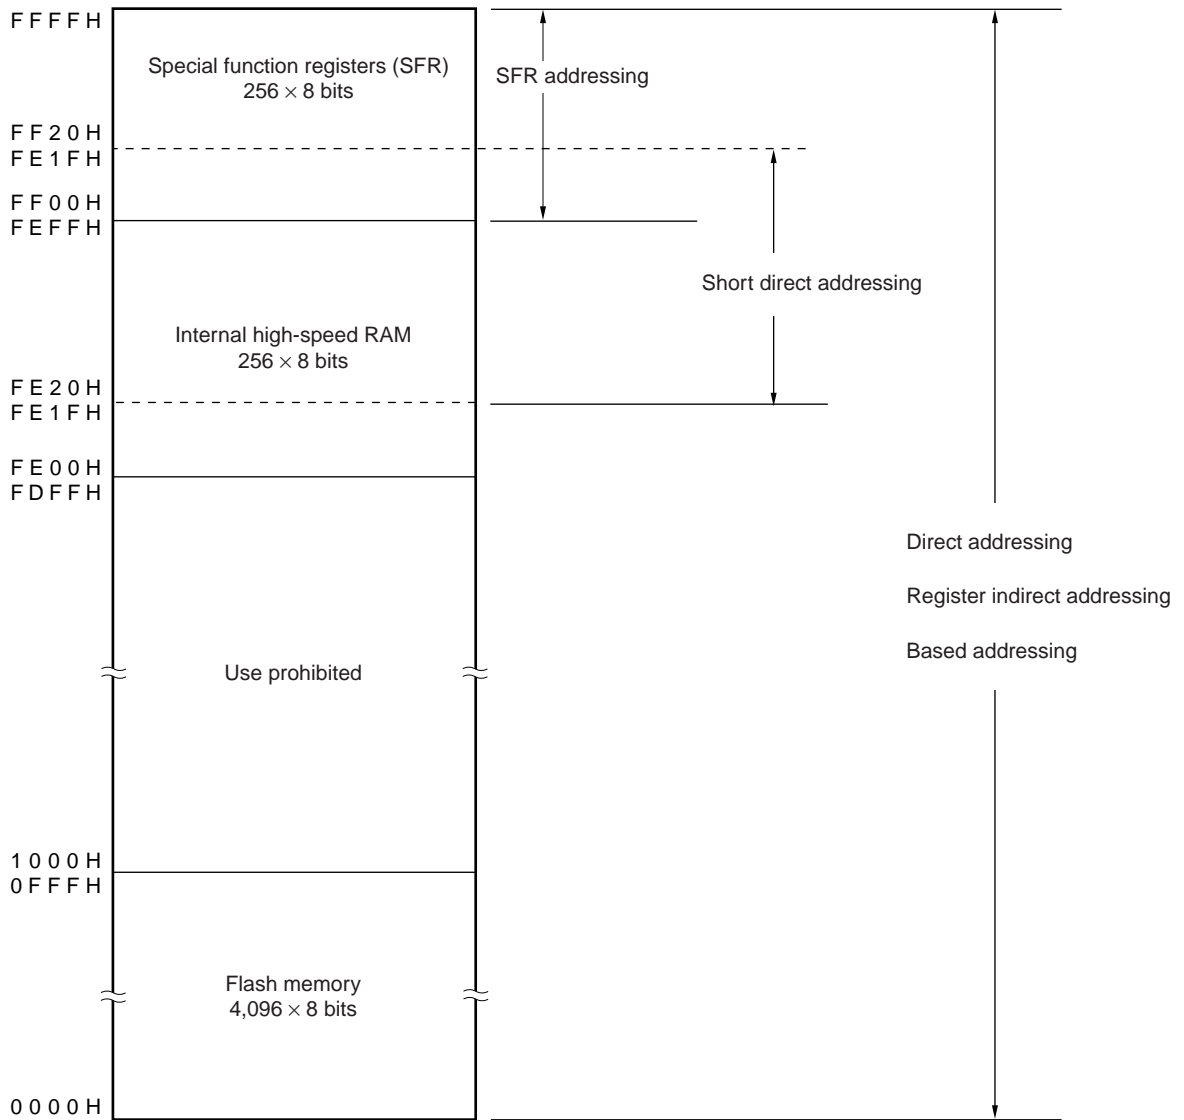 FFFFH
Special function registers (SFR)
256 × 8 bits
SFR addressing
FF20H
FE1FH
FF00H
FEFFH
Short direct addressing
Internal high-speed RAM
256 × 8 bits
FE20H
FE1FH
FE00H
FDFFH
Direct addressing
Register indirect addressing
Based addressing
Use prohibited
1000H
0FFFH
Flash memory
4,096 × 8 bits
0000H